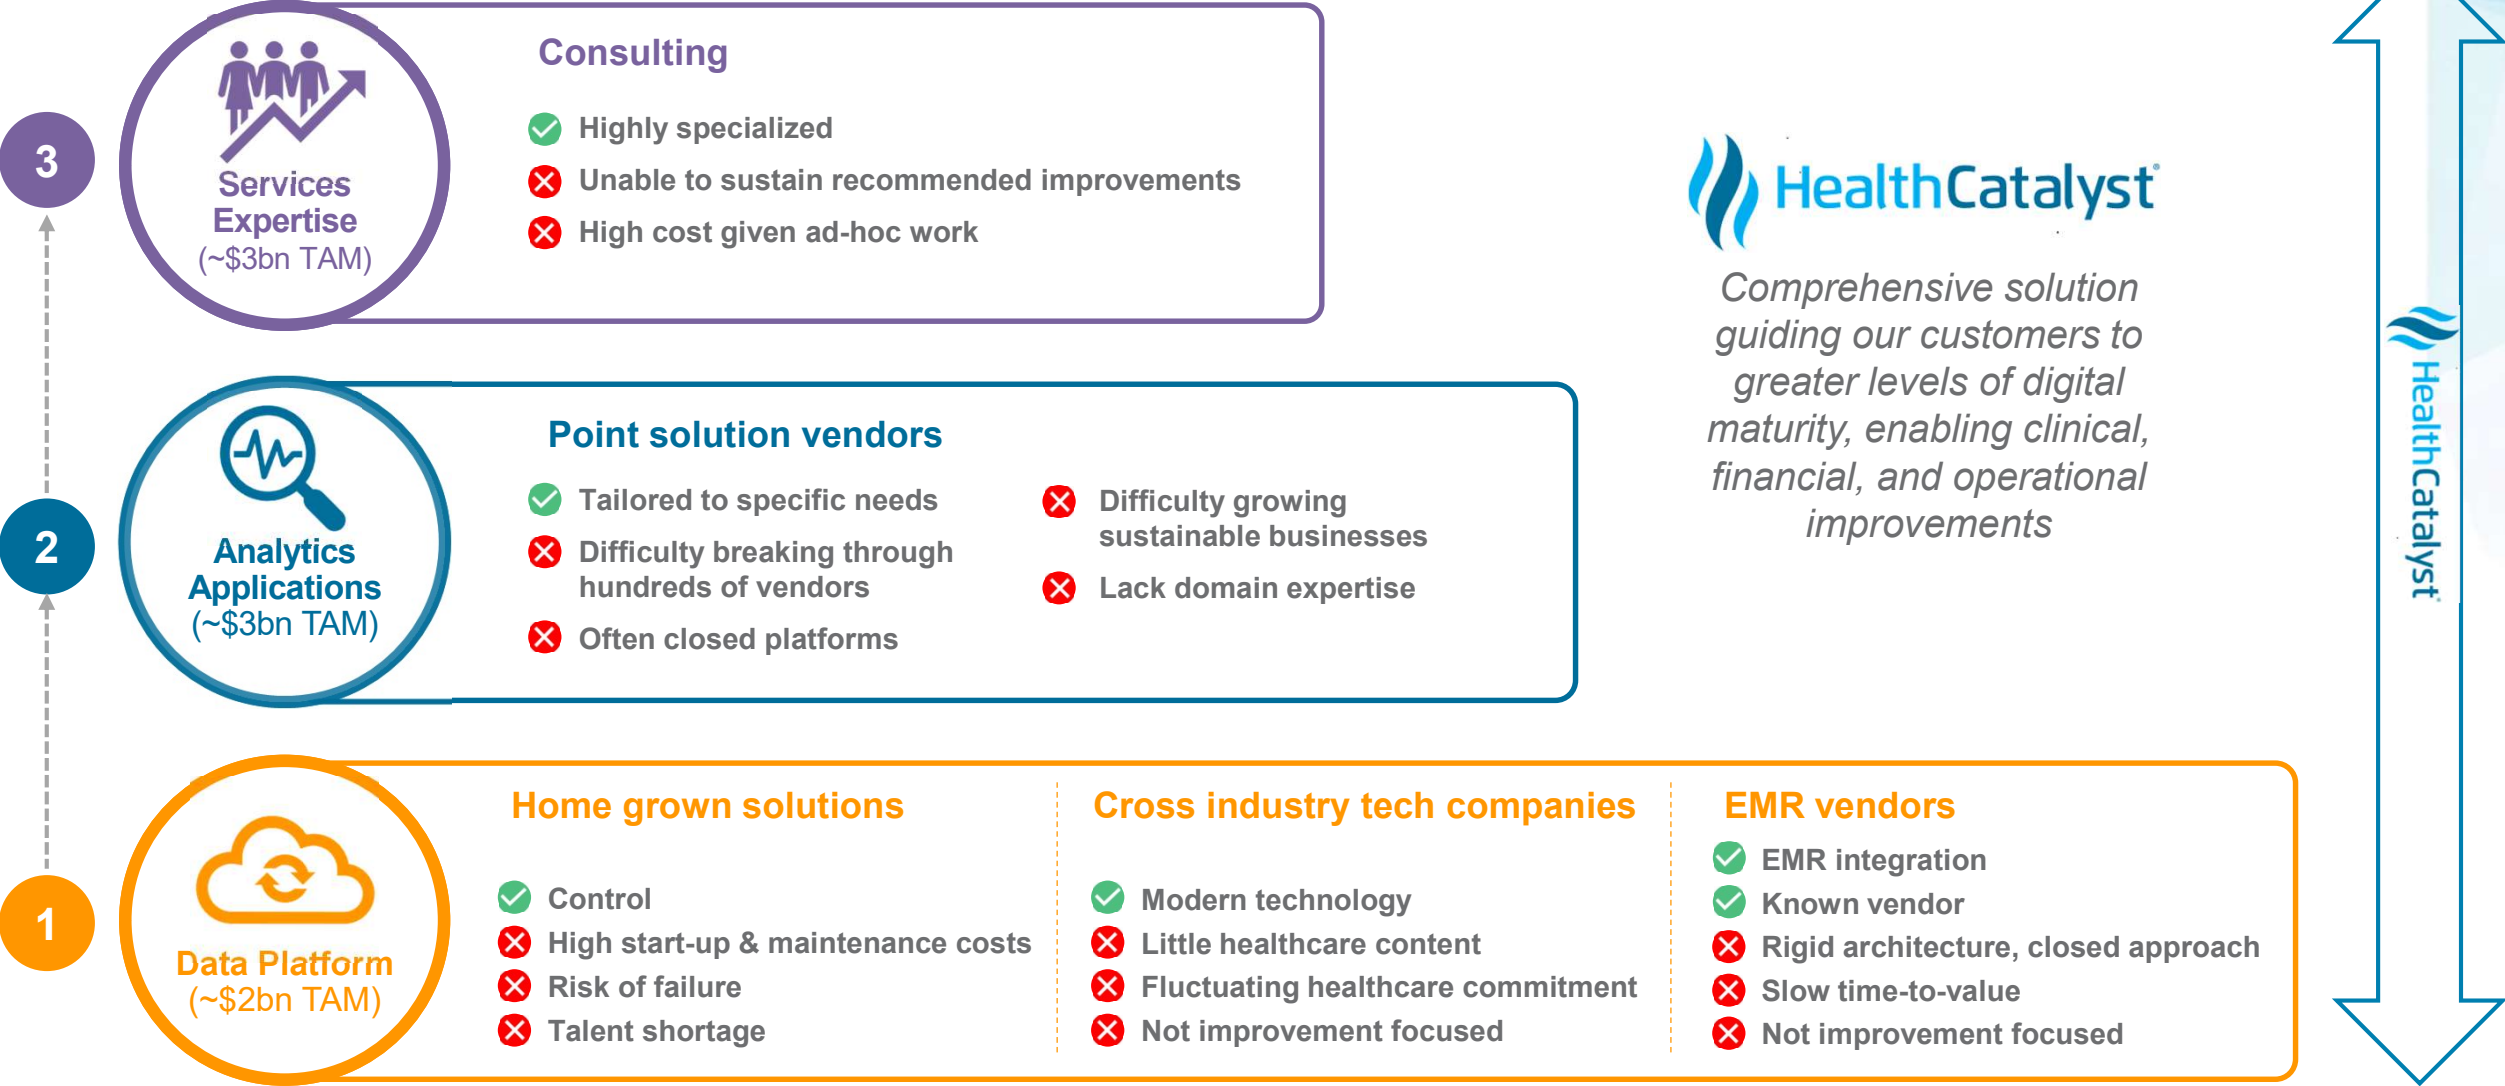 3
Services
Expertise
(~$3bn TAM)
Consulting
Highly specialized
Unable to sustain recommended improvements
High cost given ad-hoc work
HealthCatalyst®
Comprehensive solution
guiding our customers to
greater levels of digital
maturity, enabling clinical,
financial, and operational
improvements
HealthCatalyst
2
Analytics
Applications
(~$3bn TAM)
Point solution vendors
Tailored to specific needs
Difficulty breaking through
hundreds of vendors
Often closed platforms
Difficulty growing
sustainable businesses
Lack domain expertise
1
Data Platform
(~$2bn TAM)
Home grown solutions
Control
High start-up & maintenance costs
Risk of failure
Talent shortage
Cross industry tech companies
Modern technology
Little healthcare content
Fluctuating healthcare commitment
Not improvement focused
EMR vendors
EMR integration
Known vendor
Rigid architecture, closed approach
Slow time-to-value
Not improvement focused